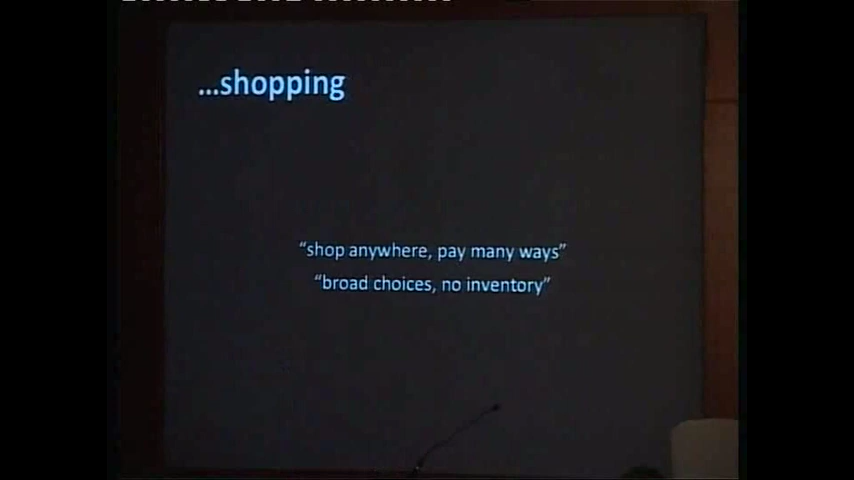 ...shopping
“shop anywhere, pay many ways”
“broad choices, no inventory”